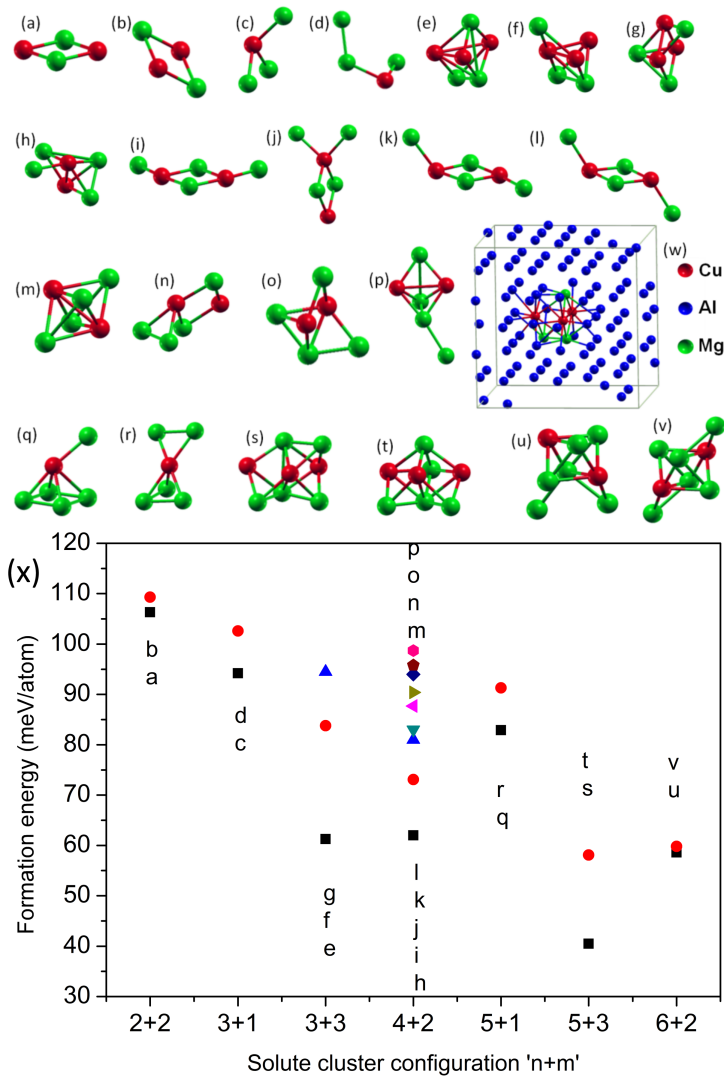 (a) (b) (c) (d) (e) (f) (g)
(h) (i) (j) (k) (l)
(m) (n) (o) (p) (w)
Cu
Al
Mg
(q) (r) (s) (t) (u) (v)
(x)
Formation energy (meV/atom)
120
110
100
90
80
70
60
50
40
30
b
a
d
c
g
f
e
p
o
n
m
l
k
j
i
h
r
q
t
s
v
u
2+2 3+1 3+3 4+2 5+1 5+3 6+2
Solute cluster configuration 'n+m'